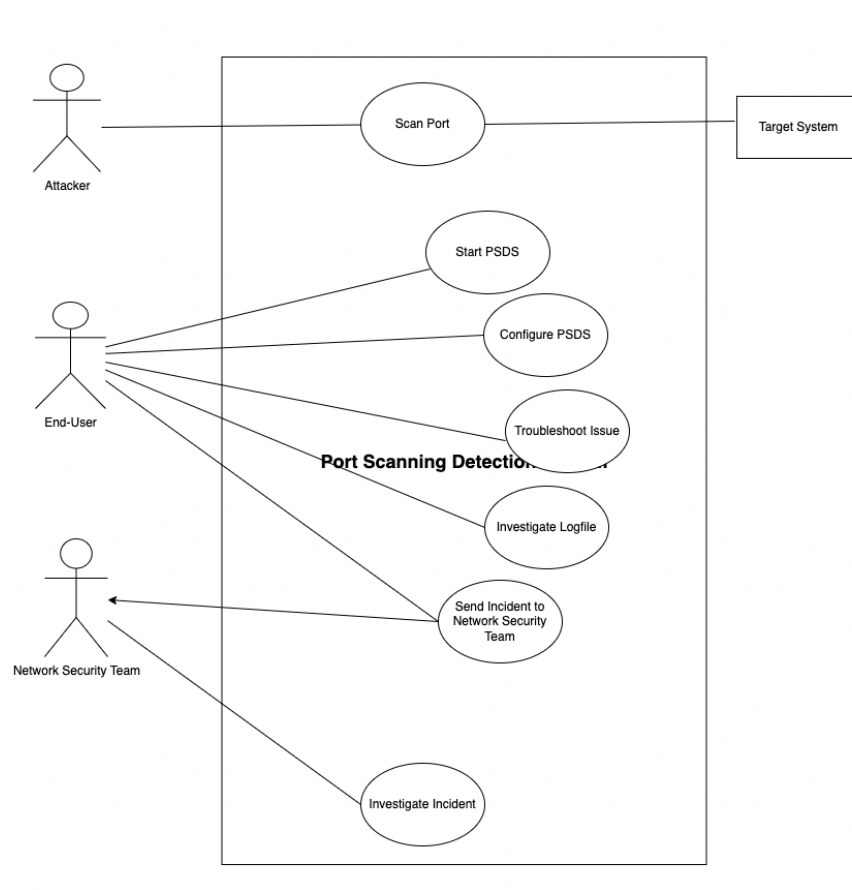 Scan Port
Target System
Attacker
Start PSDS
Configure PSDS
End-User
Troubleshoot Issue
Port Scanning Detection
Investigate Logfile
Send Incident to
Network Security
Team
Network Security Team
Investigate Incident